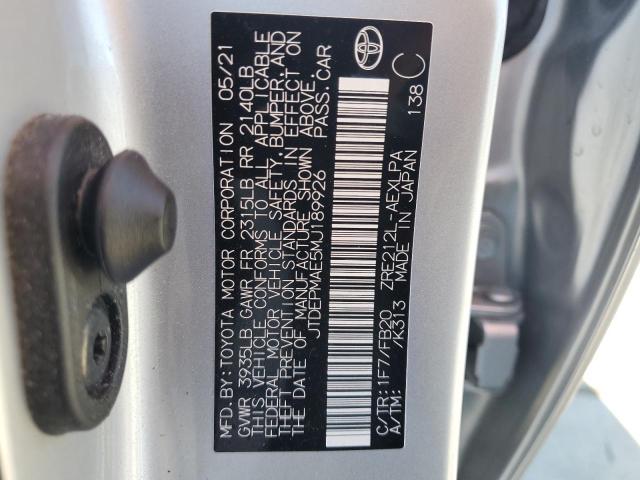 MFD.BY:TOYOTA MOTOR CORPORATION 05/21
GVWR 3935LB GAWR FR 2315LB RR 2140LB
THIS VEHICLE CONFORMS TO ALL APPLICABLE
FEDERAL MOTOR VEHICLE SAFETY, BUMPER, AND
THEFT PREVENTION STANDARDS IN EFFECT ON
THE DATE OF MANUFACTURE SHOWN ABOVE.
JTDEPMAE5MJ189926 PASS.CAR
C/TR:1F7/FB20 ZRE212L-AEXLPA
A/TM: /K313 MADE IN JAPAN 138 C